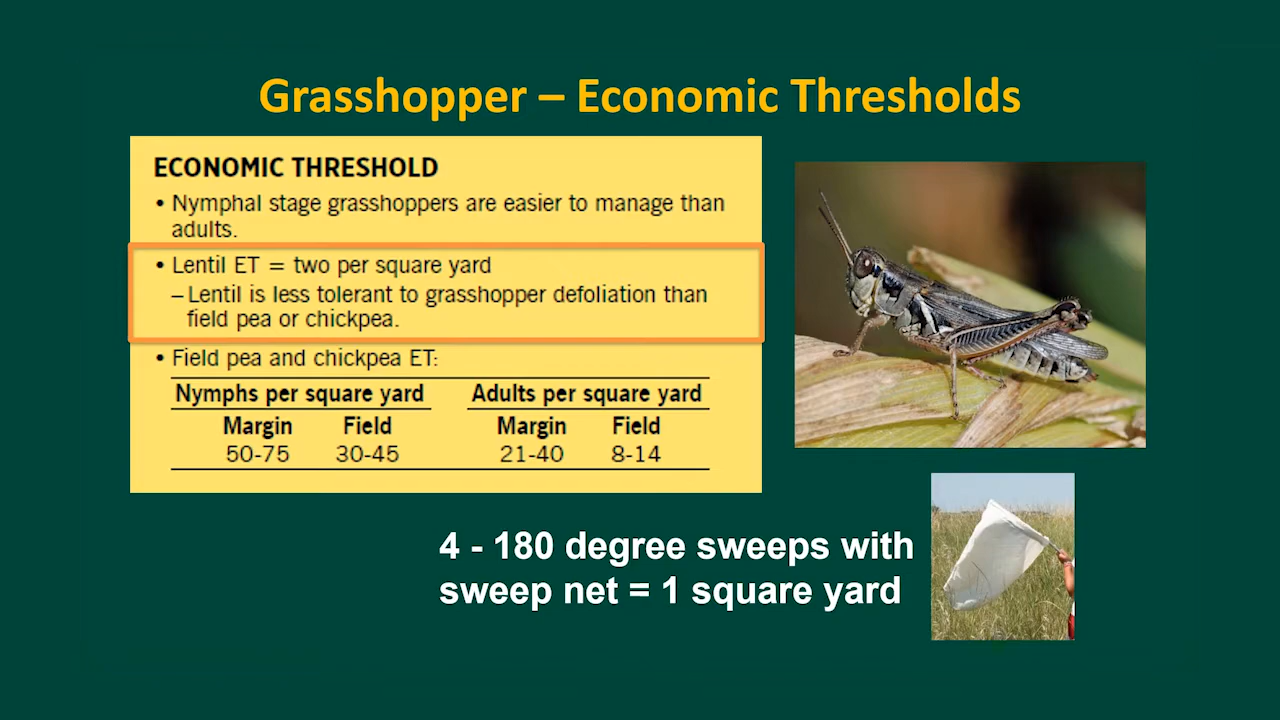 Grasshopper – Economic Thresholds
ECONOMIC THRESHOLD
• Nymphal stage grasshoppers are easier to manage than
adults.
• Lentil ET = two per square yard
– Lentil is less tolerant to grasshopper defoliation than
field pea or chickpea.
• Field pea and chickpea ET:
Nymphs per square yard Adults per square yard
Margin Field Margin Field
50-75 30-45 21-40 8-14
4 - 180 degree sweeps with
sweep net = 1 square yard